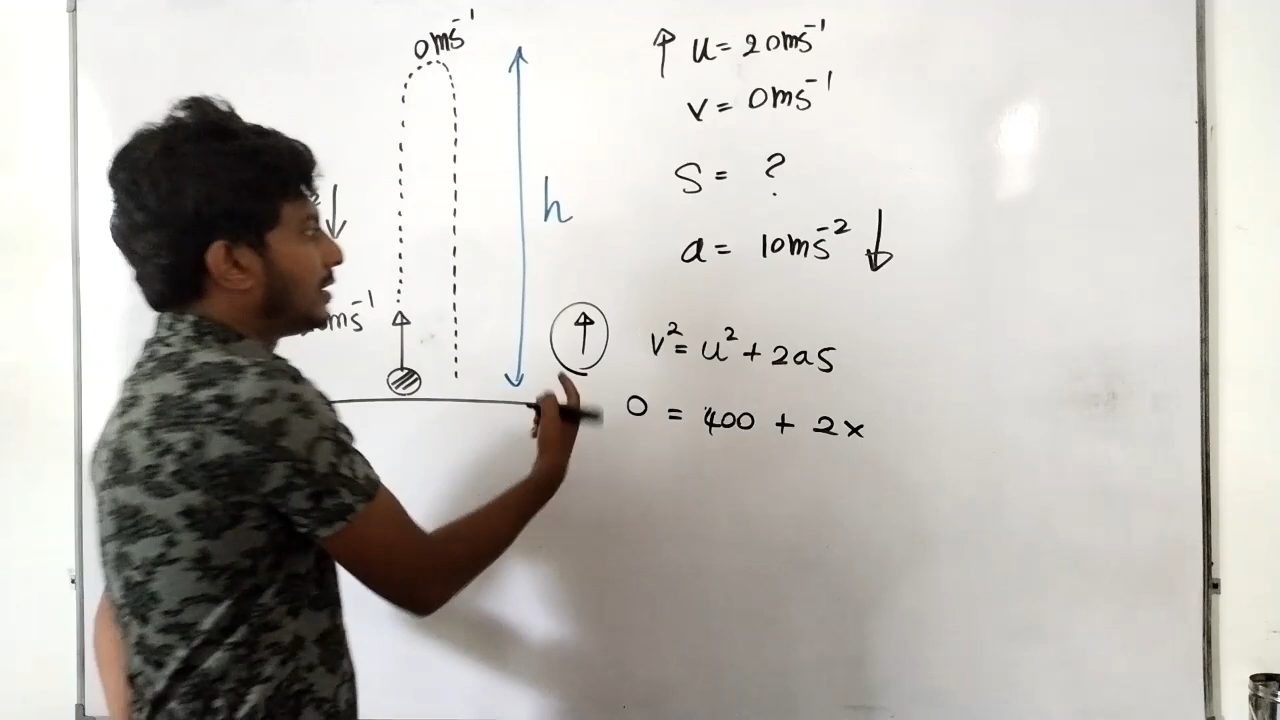 0ms⁻¹
h
ms⁻¹
u = 20ms⁻¹
v = 0ms⁻¹
S = ?
a = 10ms⁻²
v² = u² + 2as
0 = 400 + 2x